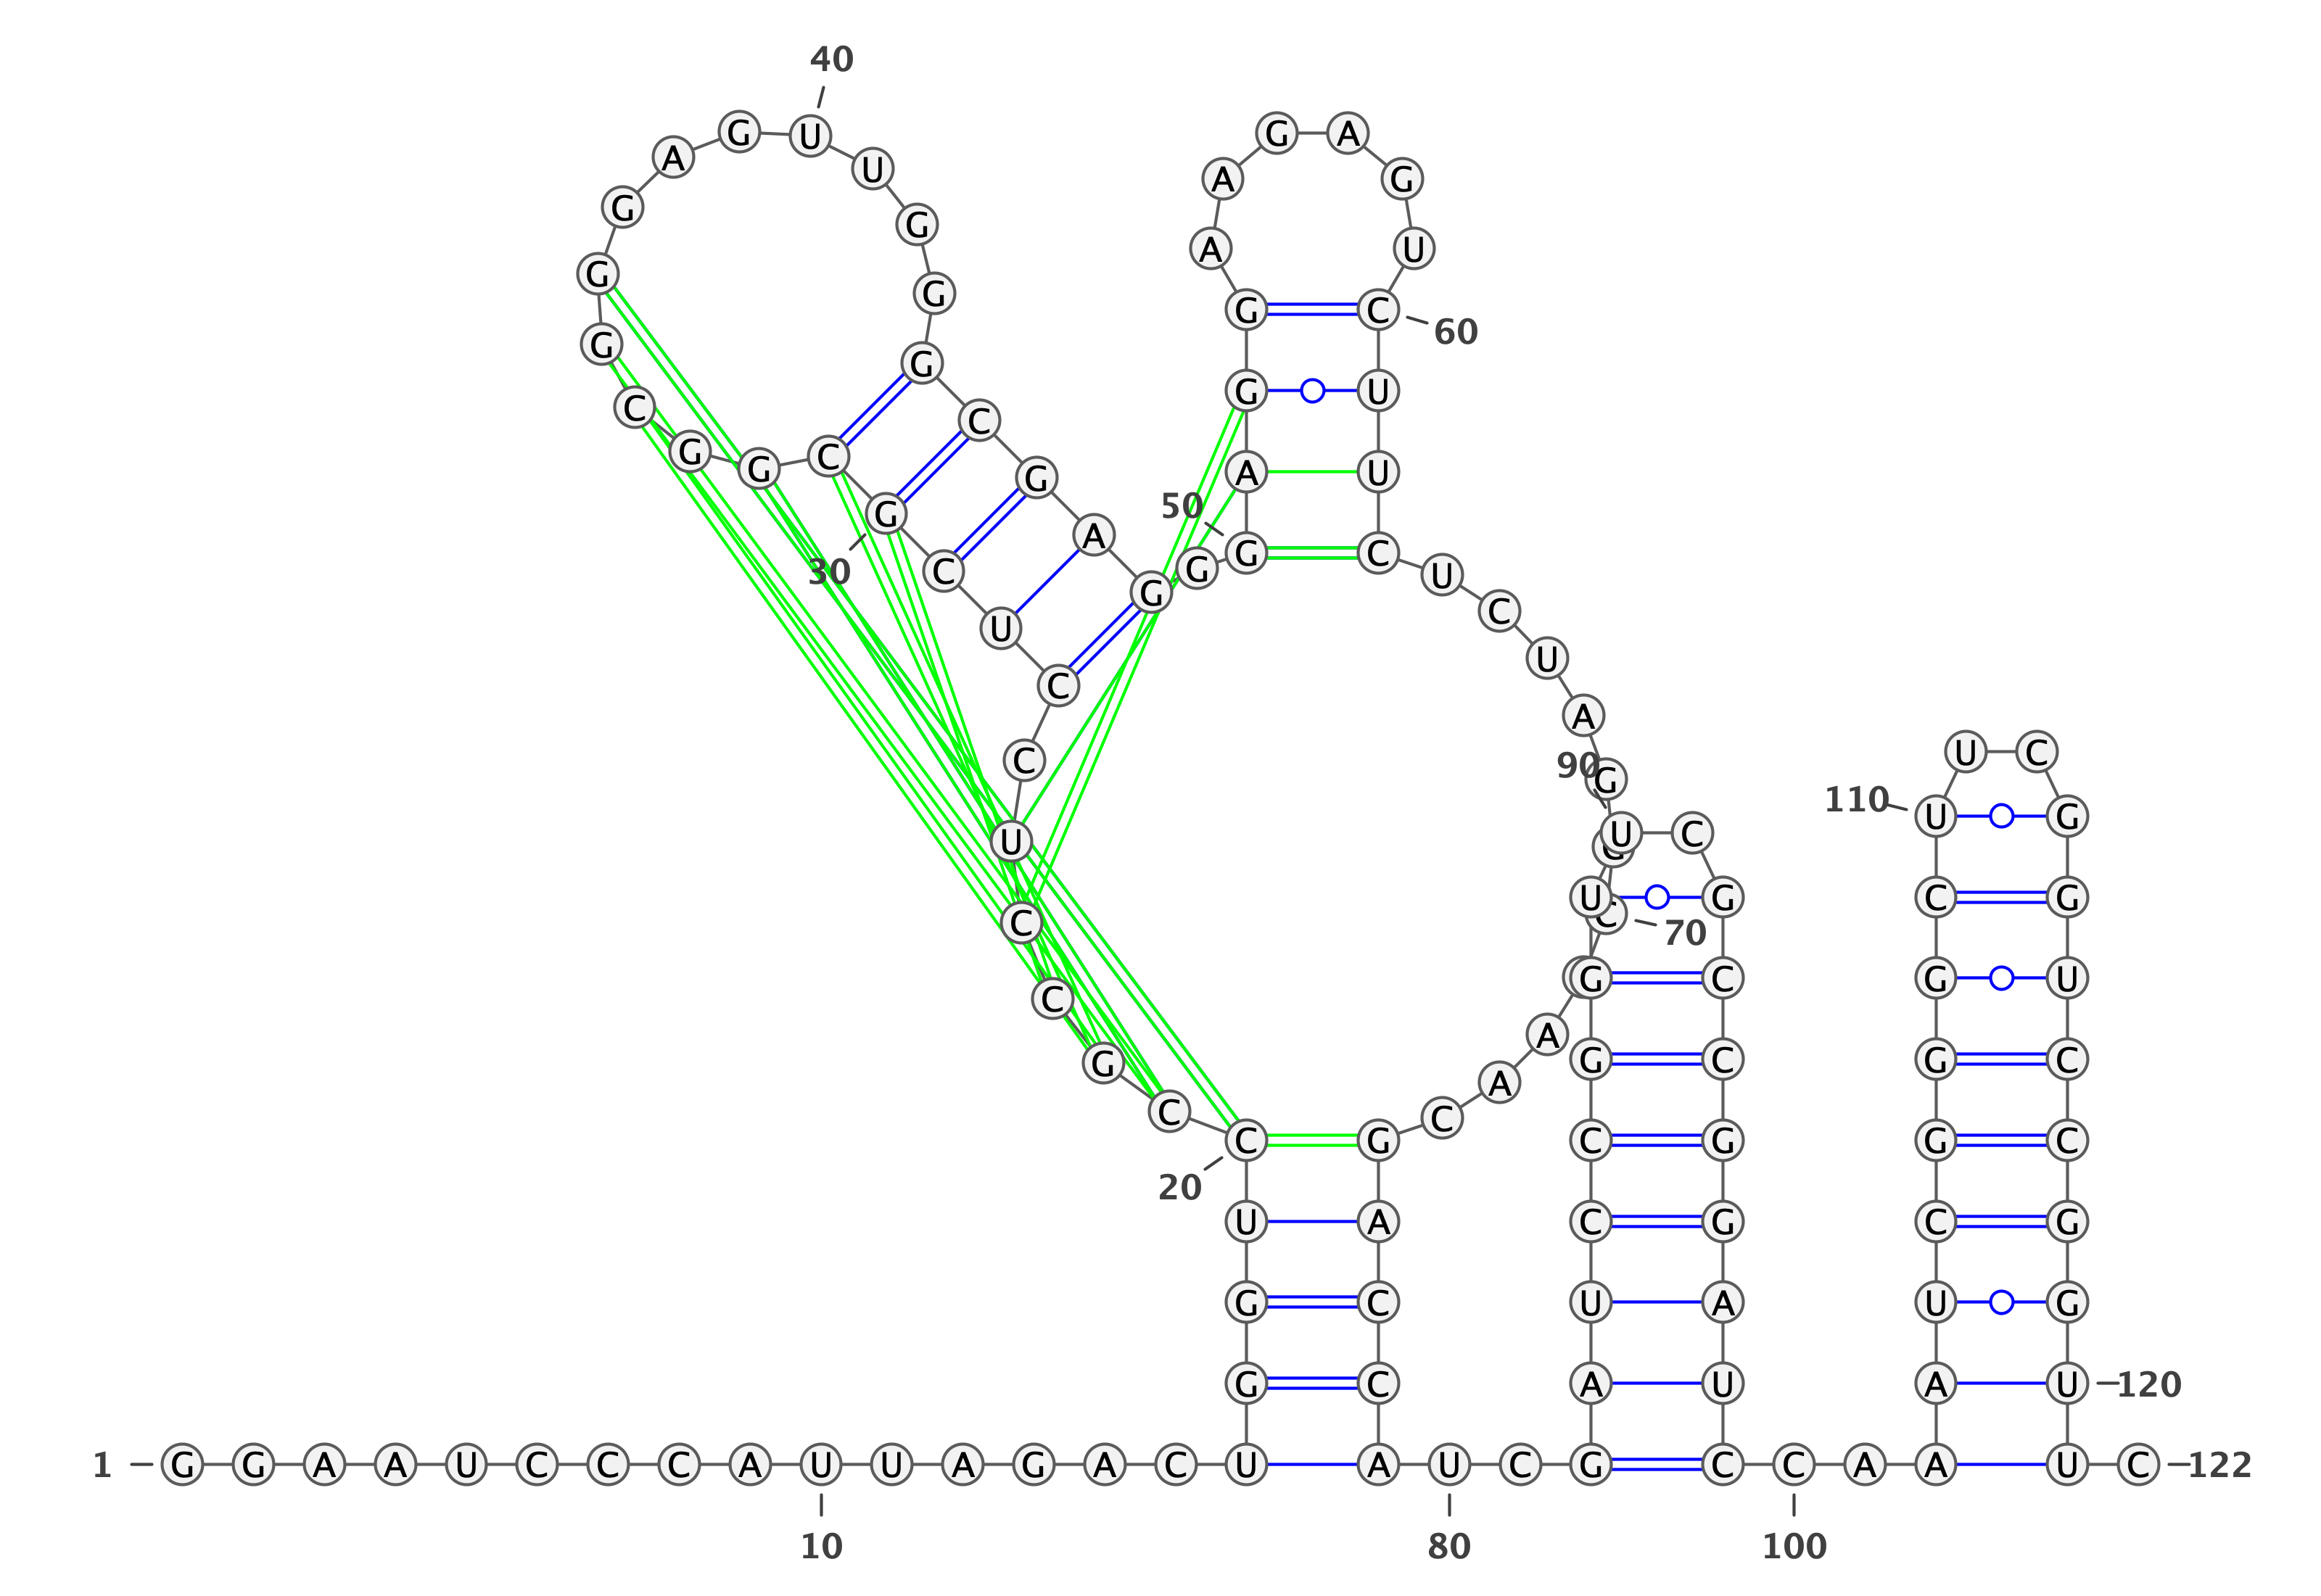 40
G U G A
A U A G
G G A U
G G G C
60
G G G U
C C
G G C A U G
50
G A
G C
30 C G U
G C
U U
C A
U C
C 90 G
110 U G
U U C
U G C G
C C 70
C G C G U
A G C G C
G A
C C
C G C G G C
20
U A C G C G
G C U A U G
G C A U A U 120
1 G G A A U C C C A U U A G A C U A U C G C C A A U C 122
10 80 100